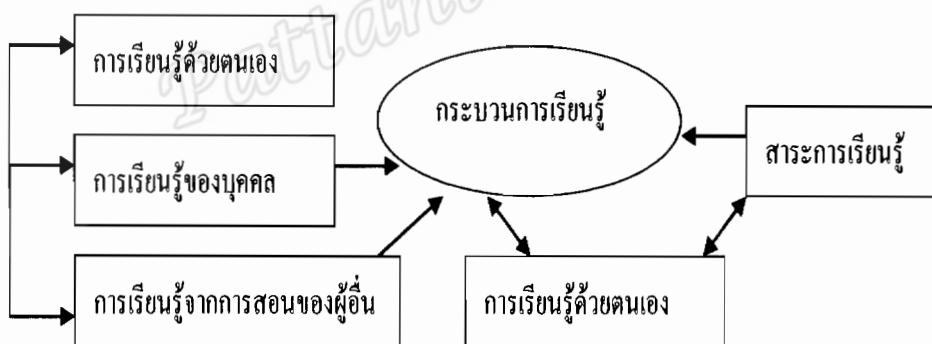 Pattani
การเรียนรู้ด้วยตนเอง
กระบวนการเรียนรู้
สาระการเรียนรู้
การเรียนรู้ของบุคคล
การเรียนรู้จากการสอนของผู้อื่น
การเรียนรู้ด้วยตนเอง